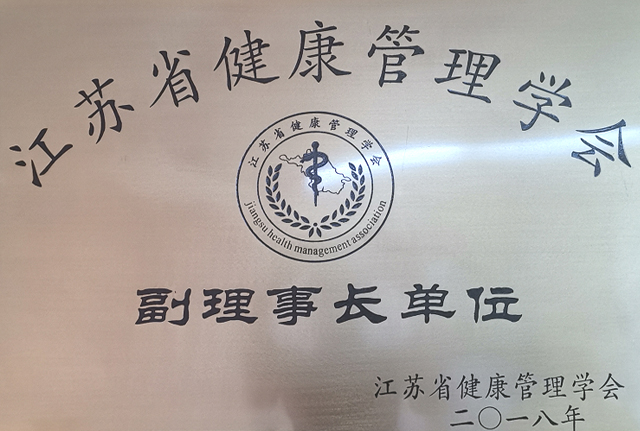 江苏省健康管理学会
江苏省健康管理学会
jiangsu health management association
副理事长单位
江苏省健康管理学会
二〇一八年